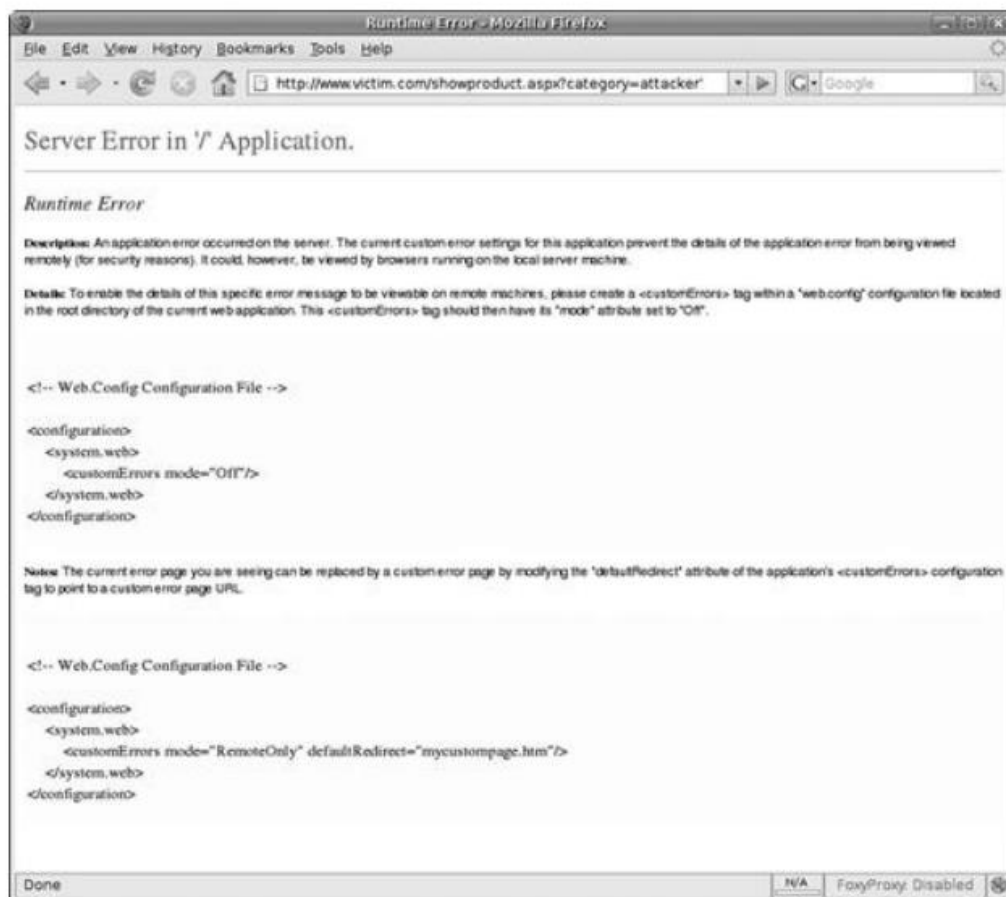 Runtime Error - Mozilla Firefox
File Edit View History Bookmarks Tools Help
http://www.victim.com/showproduct.aspx?category=attacker'
Google
Server Error in '/' Application.
Runtime Error
Description: An application error occurred on the server. The current custom error settings for this application prevent the details of the application error from being viewed
remotely (for security reasons). It could, however, be viewed by browsers running on the local server machine.
Details: To enable the details of this specific error message to be viewable on remote machines, please create a <customErrors> tag within a "web.config" configuration file located
in the root directory of the current web application. This <customErrors> tag should then have its "mode" attribute set to "Off".
<!-- Web.Config Configuration File -->
<configuration>
<system.web>
<customErrors mode="Off"/>
</system.web>
</configuration>
Notes: The current error page you are seeing can be replaced by a custom error page by modifying the "defaultRedirect" attribute of the application's <customErrors> configuration
tag to point to a custom error page URL.
<!-- Web.Config Configuration File -->
<configuration>
<system.web>
<customErrors mode="RemoteOnly" defaultRedirect="mycustompage.htm"/>
</system.web>
</configuration>
Done
N/A
FoxyProxy: Disabled